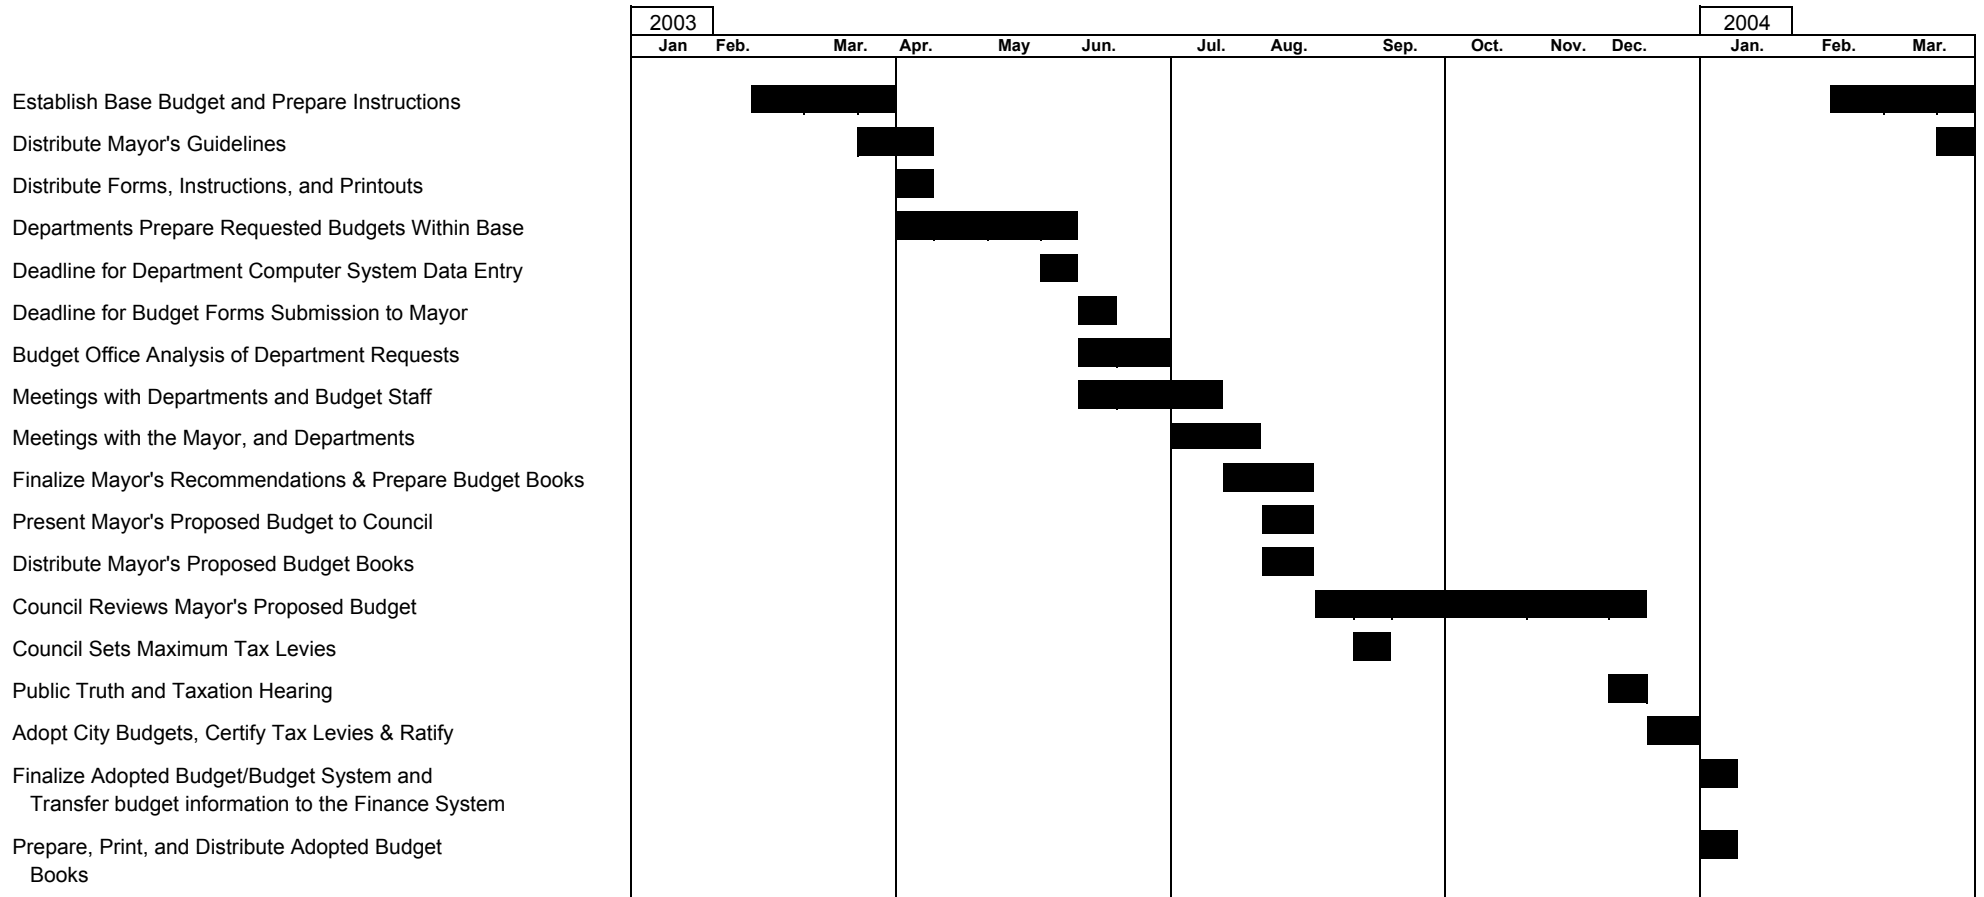 2003 2004
Jan Feb. Mar. Apr. May Jun. Jul. Aug. Sep. Oct. Nov. Dec. Jan. Feb. Mar.
Establish Base Budget and Prepare Instructions
Distribute Mayor's Guidelines
Distribute Forms, Instructions, and Printouts
Departments Prepare Requested Budgets Within Base
Deadline for Department Computer System Data Entry
Deadline for Budget Forms Submission to Mayor
Budget Office Analysis of Department Requests
Meetings with Departments and Budget Staff
Meetings with the Mayor, and Departments
Finalize Mayor's Recommendations & Prepare Budget Books
Present Mayor's Proposed Budget to Council
Distribute Mayor's Proposed Budget Books
Council Reviews Mayor's Proposed Budget
Council Sets Maximum Tax Levies
Public Truth and Taxation Hearing
Adopt City Budgets, Certify Tax Levies & Ratify
Finalize Adopted Budget/Budget System and
Transfer budget information to the Finance System
Prepare, Print, and Distribute Adopted Budget
Books